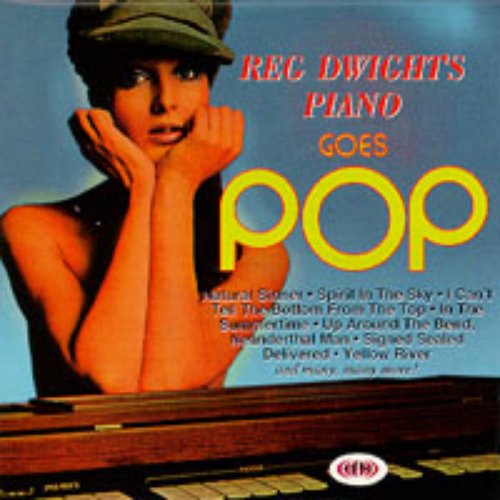 REG DWIGHT'S
PIANO
GOES
POP
Natural Sinner • Spirit In The Sky • I Can't
Tell The Bottom From The Top • In The
Summertime • Up Around The Bend,
Neanderthal Man • Signed Sealed
Delivered • Yellow River
and many, many more!